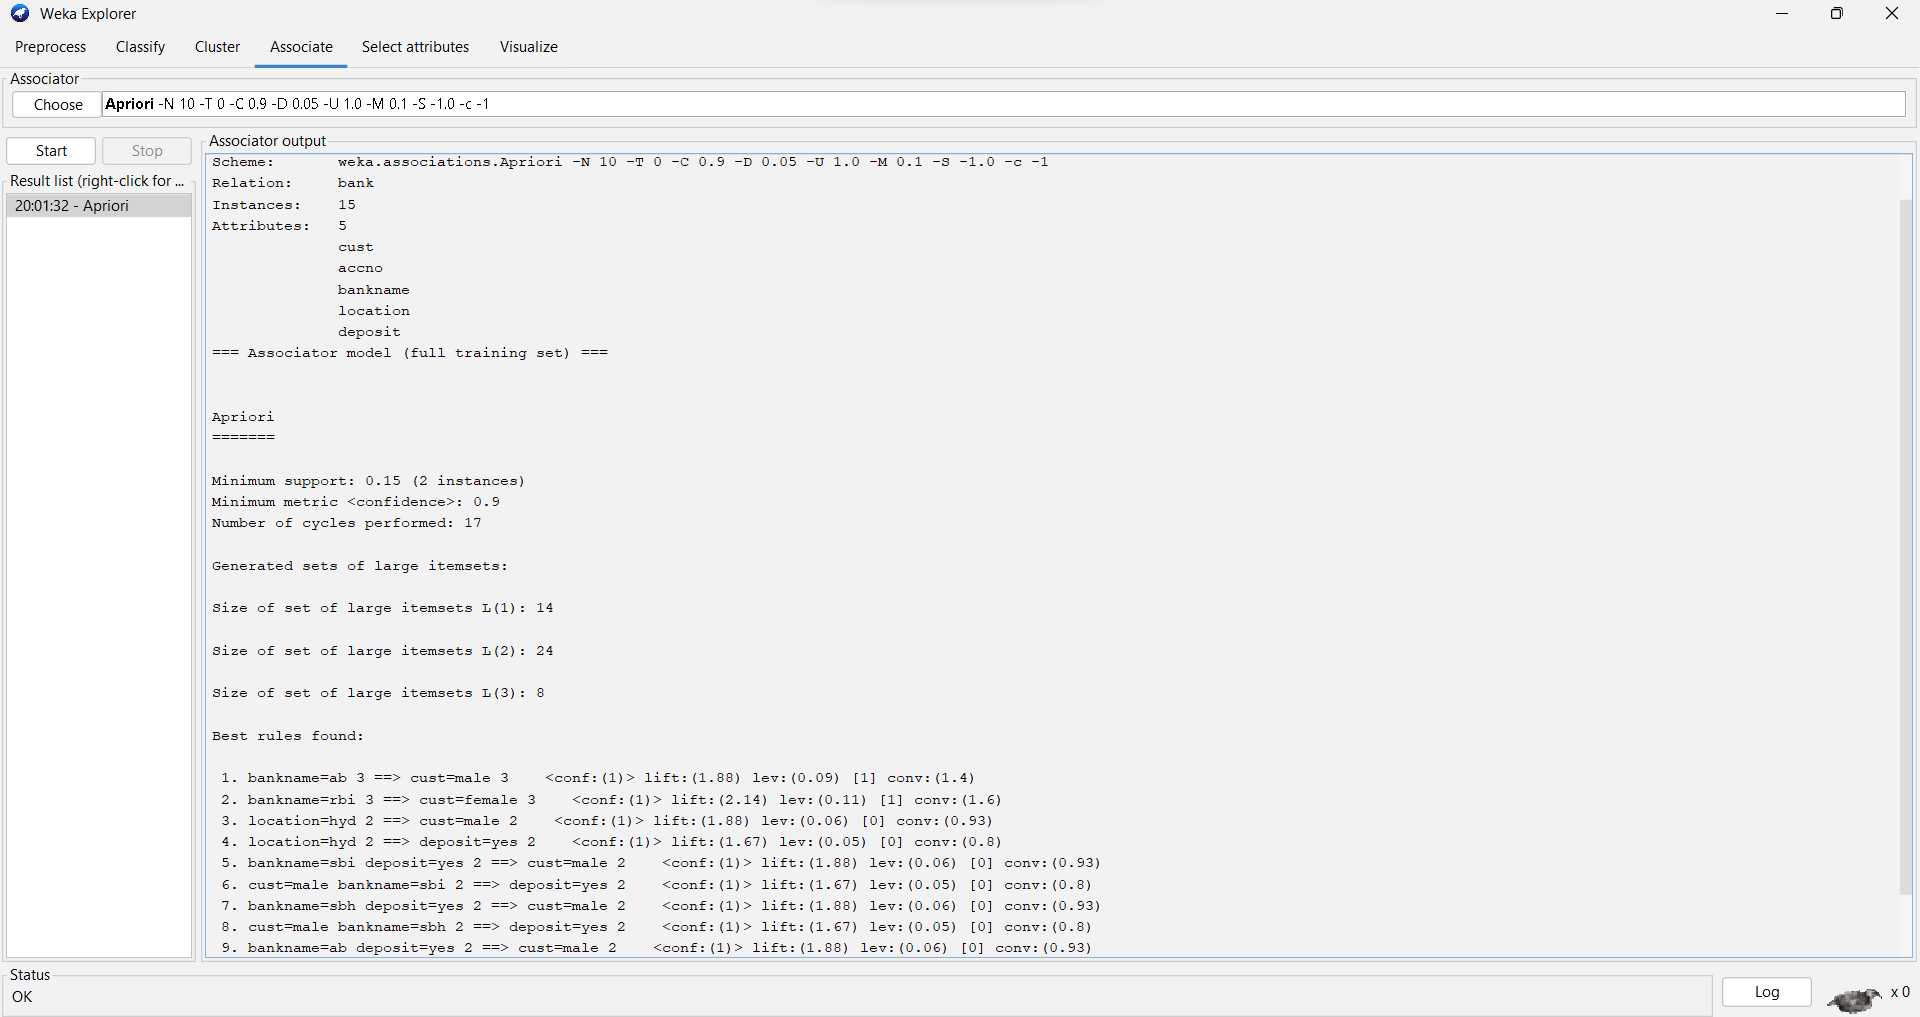 Weka Explorer
Preprocess Classify Cluster Associate Select attributes Visualize
Associator
Choose Apriori -N 10 -T 0 -C 0.9 -D 0.05 -U 1.0 -M 0.1 -S -1.0 -c -1
Start Stop
Result list (right-click for ...
20:01:32 - Apriori
Associator output
Scheme: weka.associations.Apriori -N 10 -T 0 -C 0.9 -D 0.05 -U 1.0 -M 0.1 -S -1.0 -c -1
Relation: bank
Instances: 15
Attributes: 5
cust
accno
bankname
location
deposit
=== Associator model (full training set) ===
Apriori
=======
Minimum support: 0.15 (2 instances)
Minimum metric <confidence>: 0.9
Number of cycles performed: 17
Generated sets of large itemsets:
Size of set of large itemsets L(1): 14
Size of set of large itemsets L(2): 24
Size of set of large itemsets L(3): 8
Best rules found:
1. bankname=ab 3 ==> cust=male 3 <conf:(1)> lift:(1.88) lev:(0.09) [1] conv:(1.4)
2. bankname=rbi 3 ==> cust=female 3 <conf:(1)> lift:(2.14) lev:(0.11) [1] conv:(1.6)
3. location=hyd 2 ==> cust=male 2 <conf:(1)> lift:(1.88) lev:(0.06) [0] conv:(0.93)
4. location=hyd 2 ==> deposit=yes 2 <conf:(1)> lift:(1.67) lev:(0.05) [0] conv:(0.8)
5. bankname=sbi deposit=yes 2 ==> cust=male 2 <conf:(1)> lift:(1.88) lev:(0.06) [0] conv:(0.93)
6. cust=male bankname=sbi 2 ==> deposit=yes 2 <conf:(1)> lift:(1.67) lev:(0.05) [0] conv:(0.8)
7. bankname=sbh deposit=yes 2 ==> cust=male 2 <conf:(1)> lift:(1.88) lev:(0.06) [0] conv:(0.93)
8. cust=male bankname=sbh 2 ==> deposit=yes 2 <conf:(1)> lift:(1.67) lev:(0.05) [0] conv:(0.8)
9. bankname=ab deposit=yes 2 ==> cust=male 2 <conf:(1)> lift:(1.88) lev:(0.06) [0] conv:(0.93)
Status
OK
Log
x 0